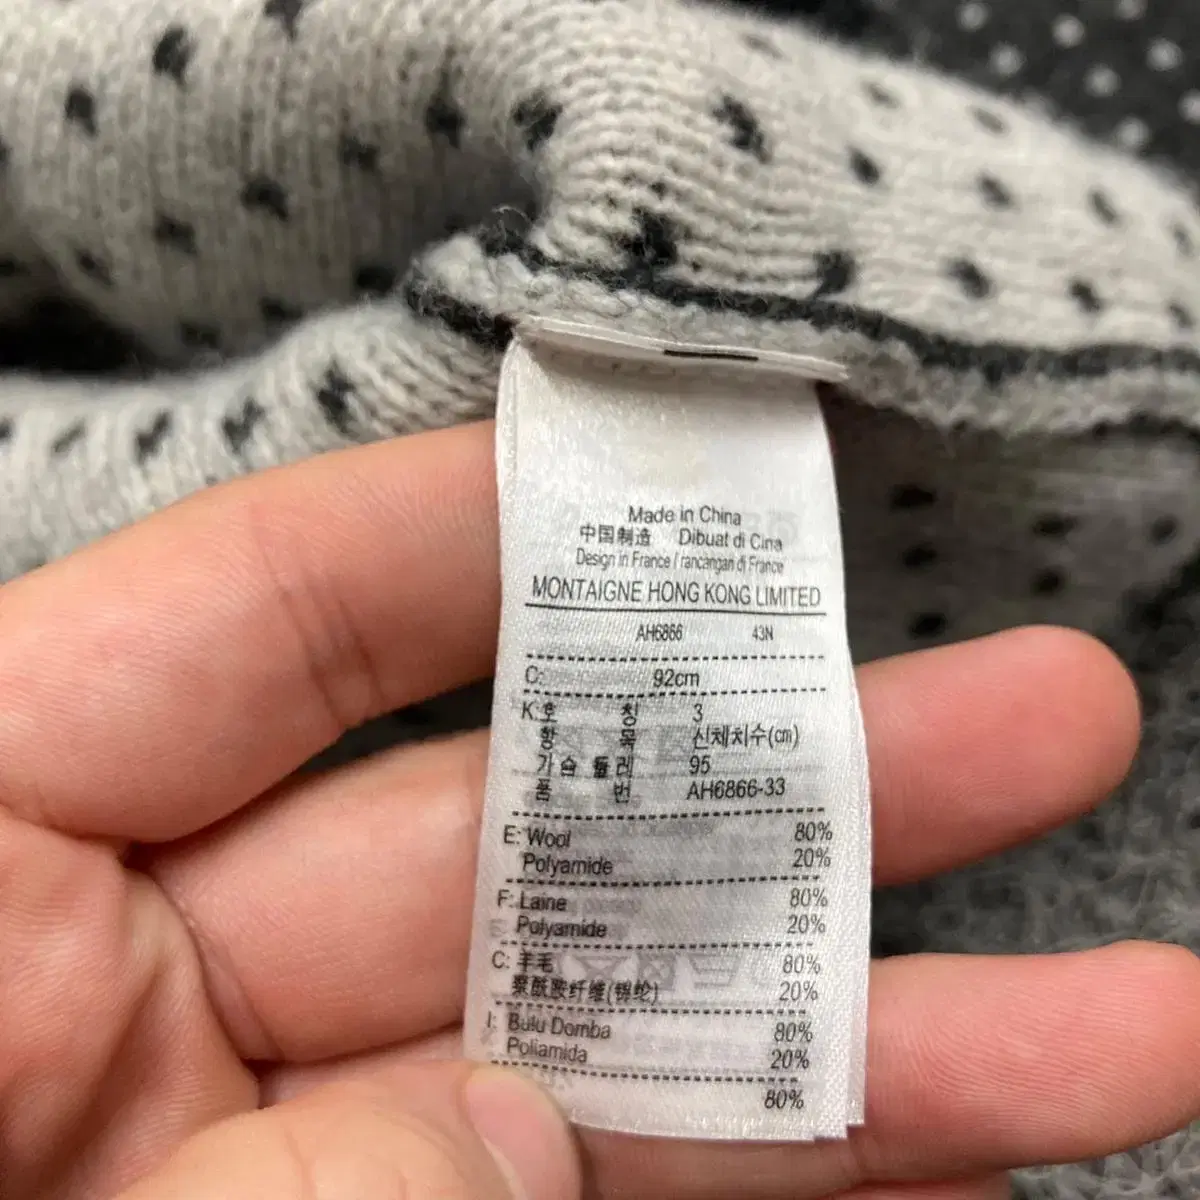 Made in China
中国制造 Dibuat di Cina
Design in France / rancangan di France
MONTAIGNE HONG KONG LIMITED
AH6866 43N
C: 92cm
K:호 칭 3
항 목 신체치수(cm)
가슴둘레 95
품 번 AH6866-33
E: Wool 80%
Polyamide 20%
F: Laine 80%
Polyamide 20%
C: 羊毛 80%
聚酰胺纤维(锦纶) 20%
I: Bulu Domba 80%
Poliamida 20%
80%